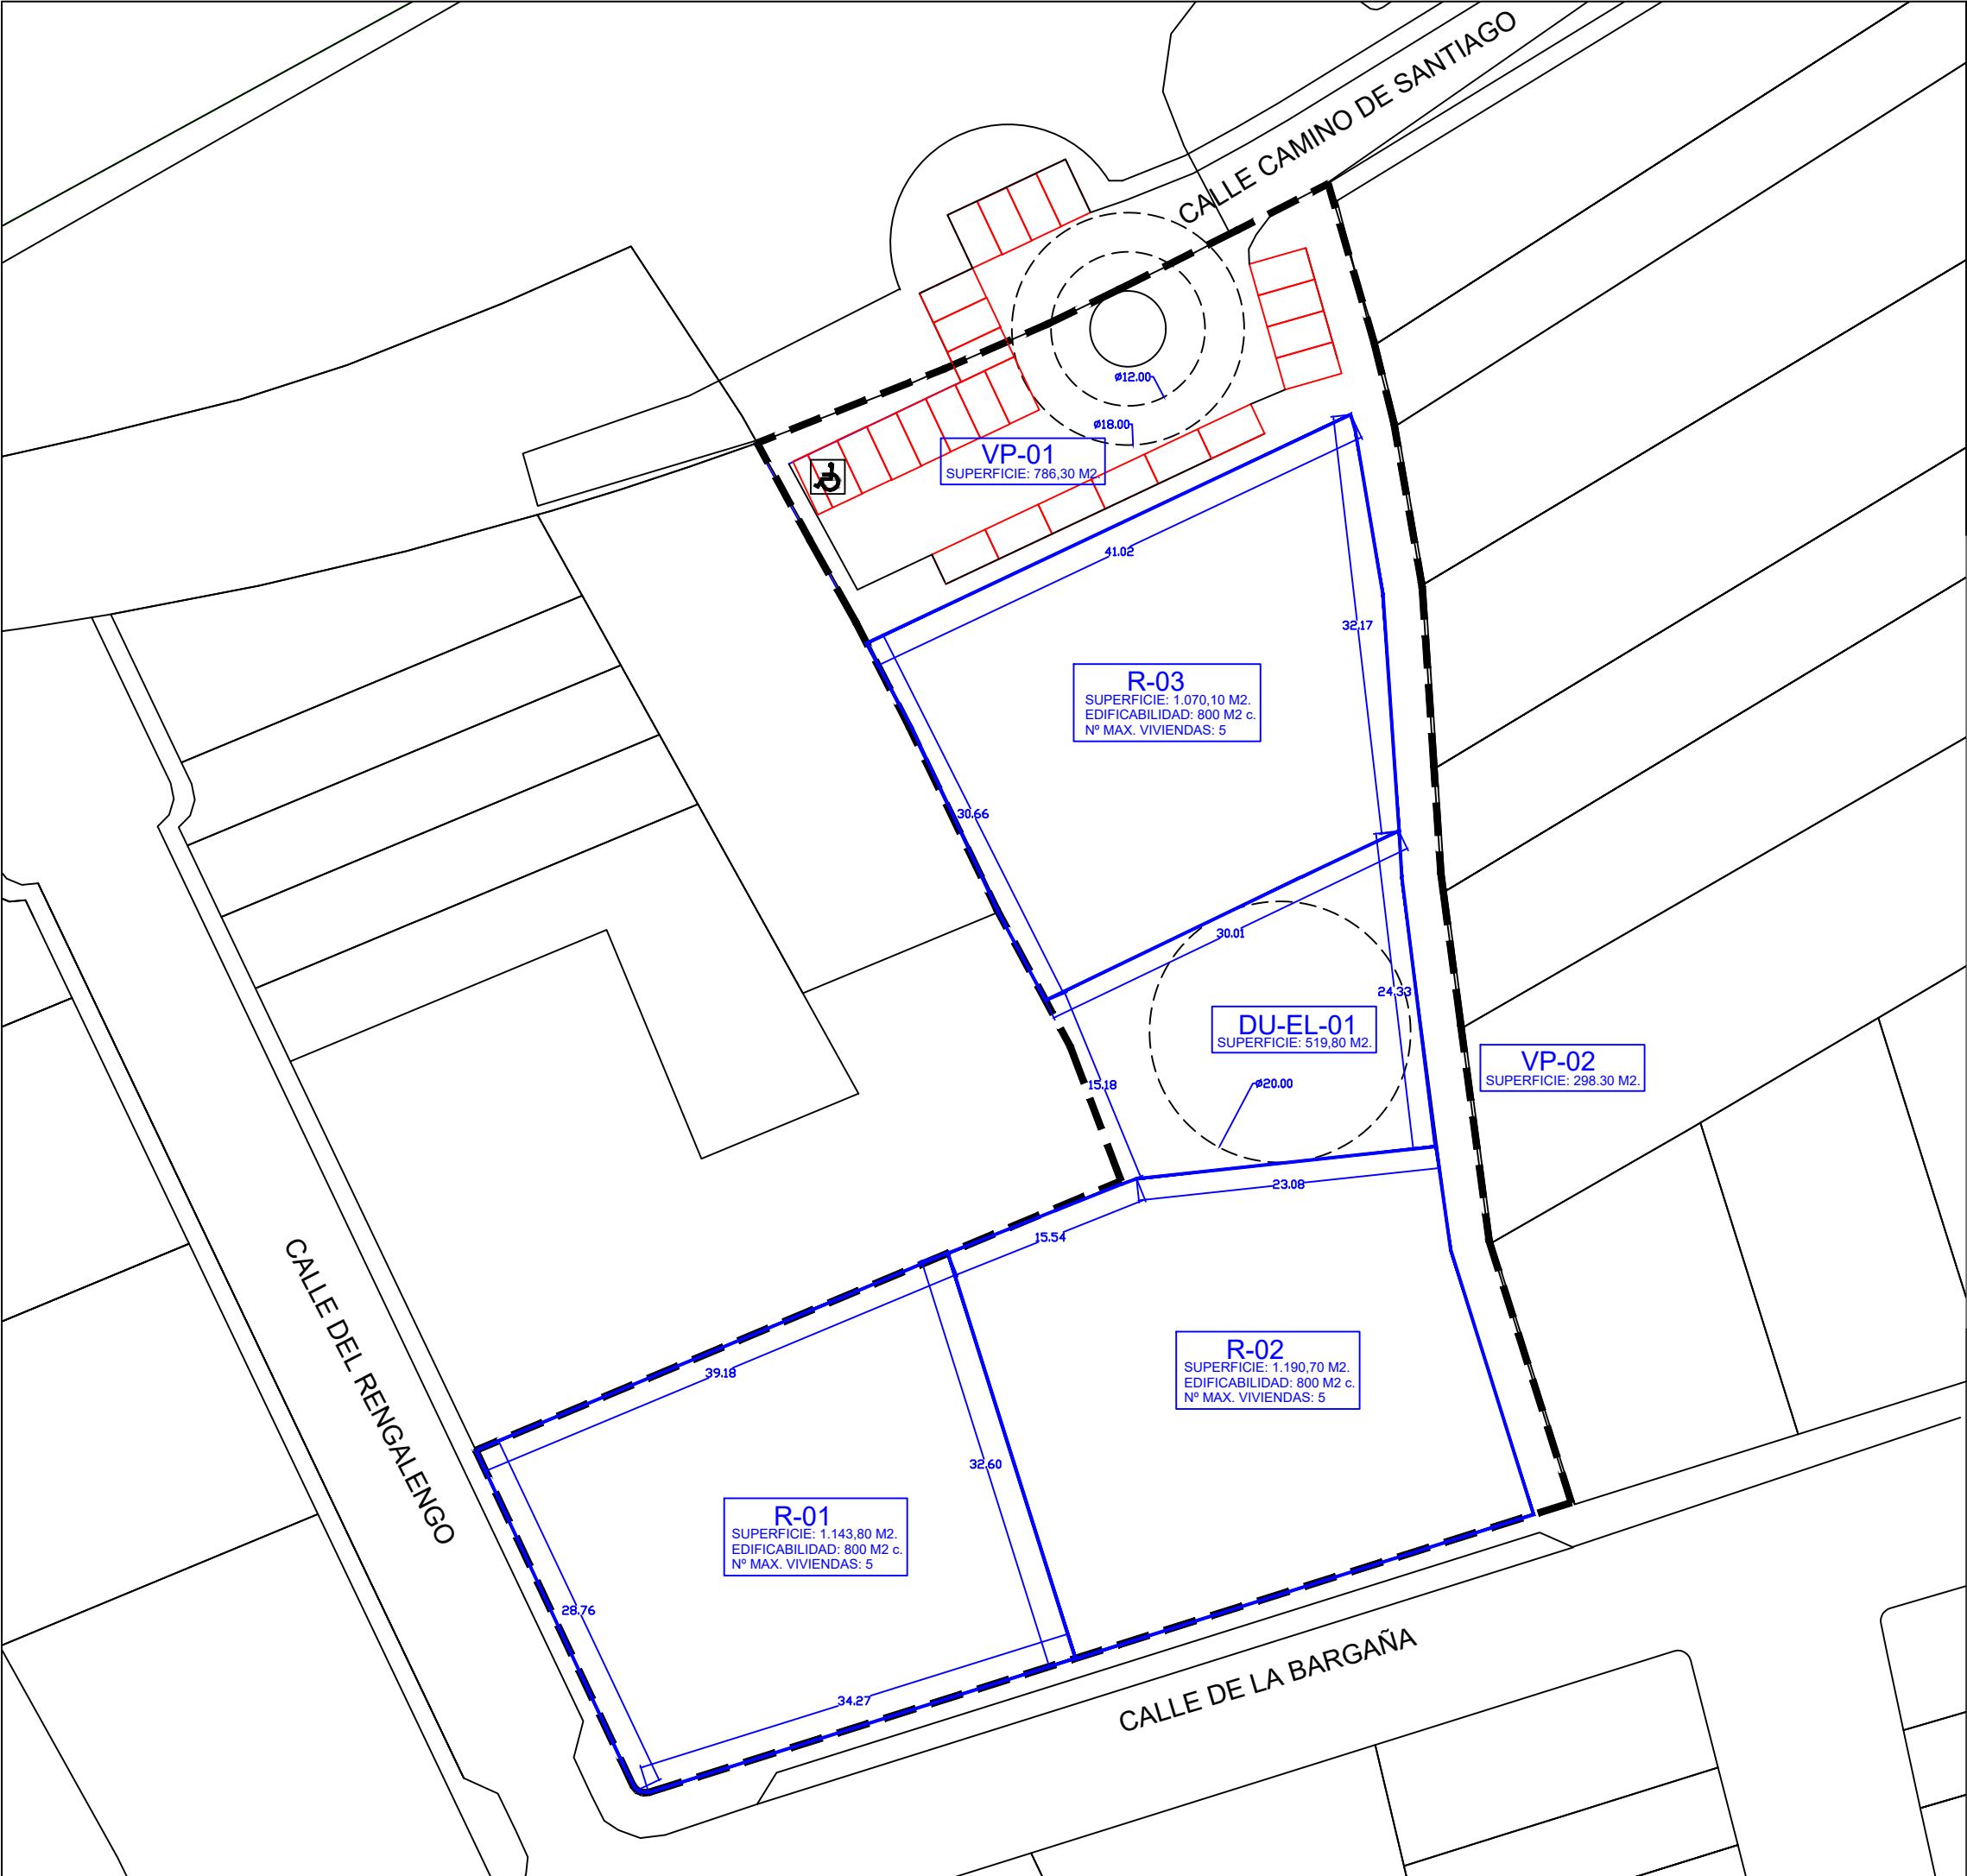 CALLE CAMINO DE SANTIAGO
ø12.00
ø18.00
VP-01
SUPERFICIE: 786,30 M2.
41.02
32.17
R-03
SUPERFICIE: 1.070,10 M2.
EDIFICABILIDAD: 800 M2 c.
Nº MAX. VIVIENDAS: 5
30.66
30.01
24.33
DU-EL-01
SUPERFICIE: 519,80 M2.
VP-02
SUPERFICIE: 298.30 M2.
15.18
ø20.00
23.08
15.54
CALLE DEL RENGALENGO
39.18
R-02
SUPERFICIE: 1.190,70 M2.
EDIFICABILIDAD: 800 M2 c.
Nº MAX. VIVIENDAS: 5
32.60
R-01
SUPERFICIE: 1.143,80 M2.
EDIFICABILIDAD: 800 M2 c.
Nº MAX. VIVIENDAS: 5
28.76
34.27
CALLE DE LA BARGAÑA